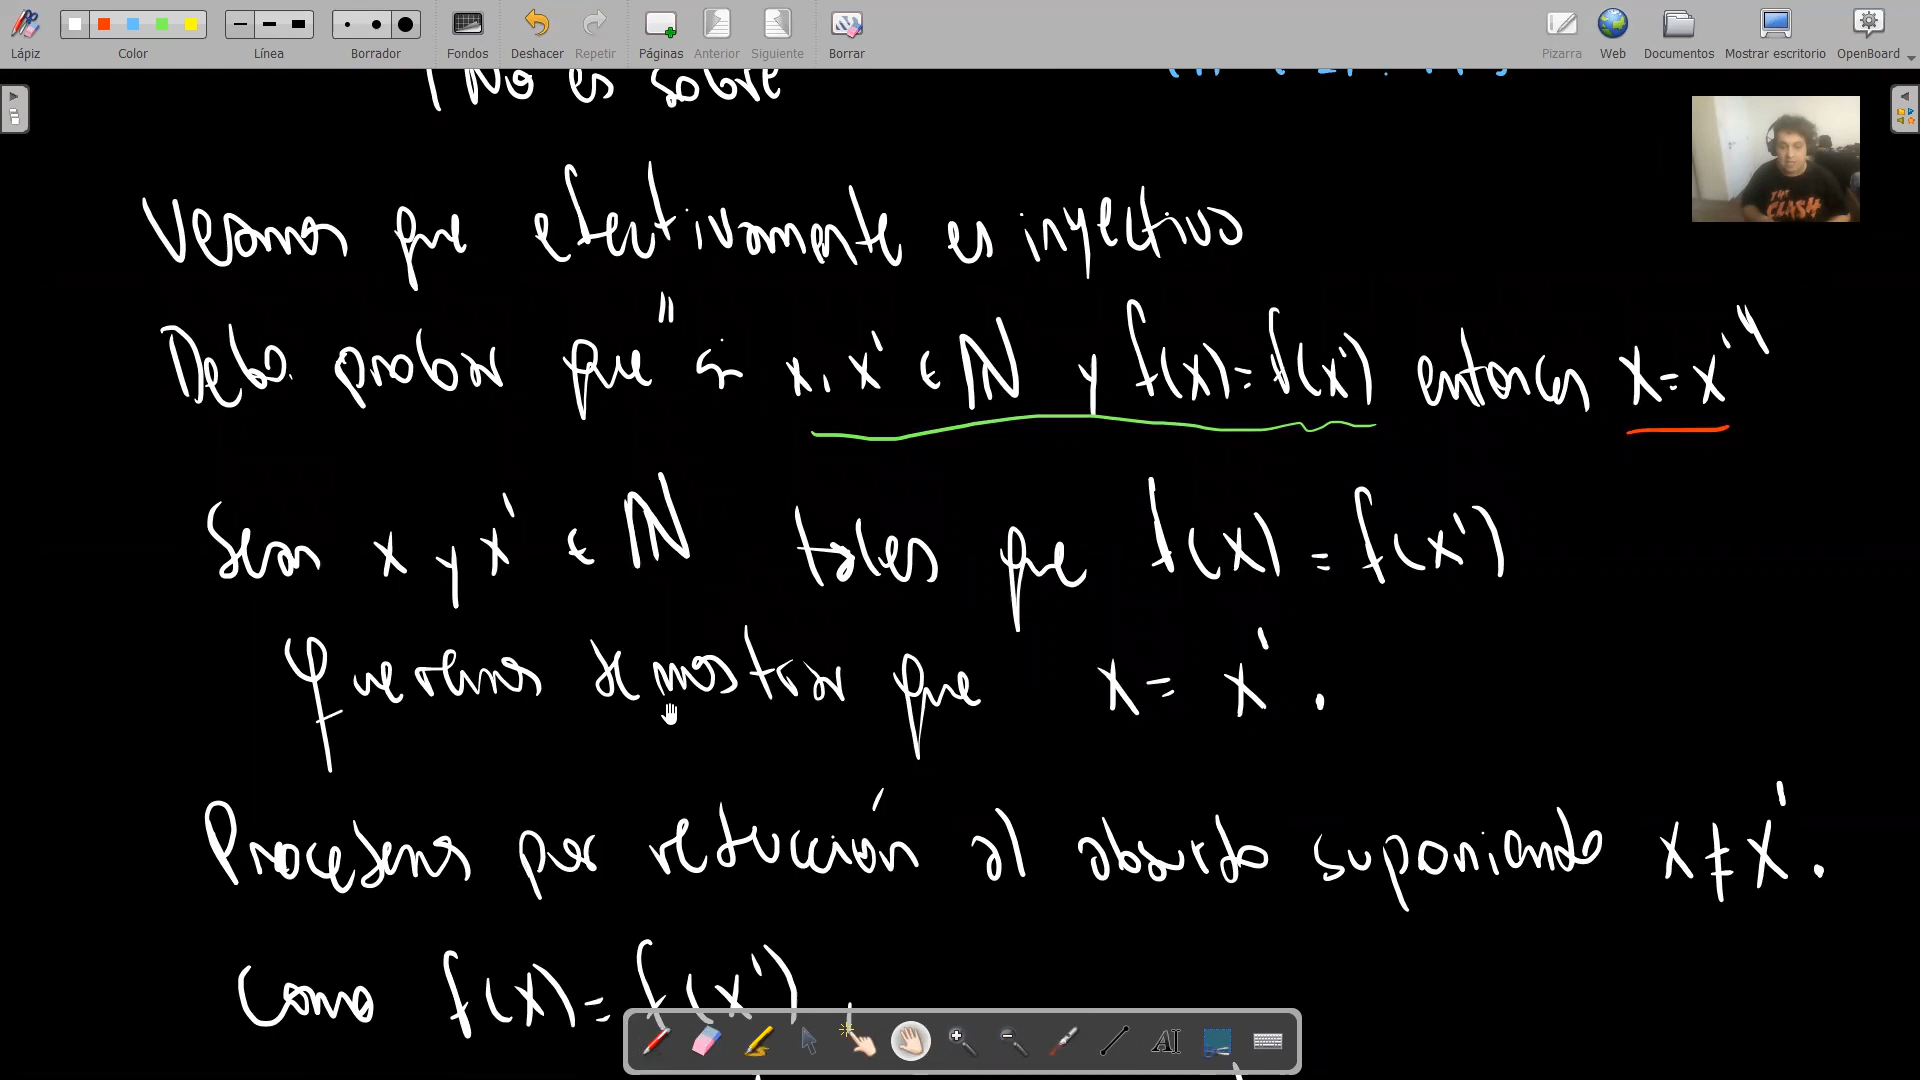 Lápiz Color Línea Borrador Fondos Deshacer Repetir Páginas Anterior Siguiente Borrar Pizarra Web Documentos Mostrar escritorio OpenBoard
No es sobre
THE CLASH
Veamos que efectivamente es inyectiva
Debo probar que "si x, x' ∈ ℕ y f(x)=f(x') entonces x=x'"
Sean x y x' ∈ ℕ tales que f(x) = f(x')
Queremos demostrar que x = x'.
Procedemos por reducción al absurdo suponiendo x ≠ x'.
Como f(x)= f(x')